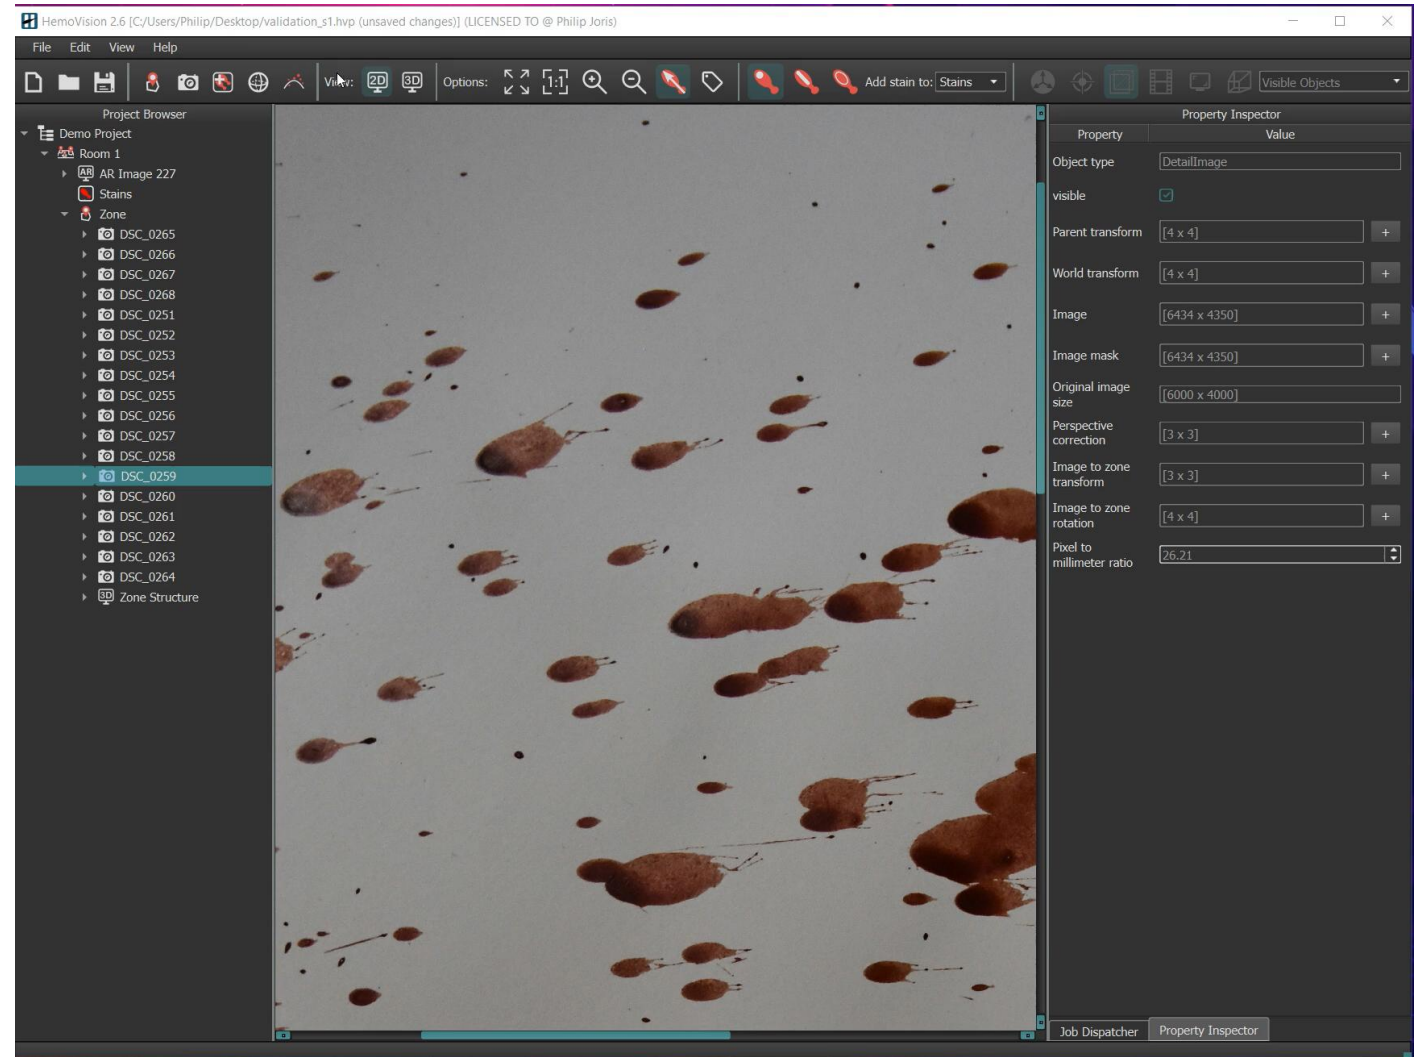 HemoVision 2.6 [C:/Users/Philip/Desktop/validation_s1.hvp (unsaved changes)] (LICENSED TO @ Philip Joris)
File Edit View Help
View: 2D 3D Options: 1:1 Add stain to: Stains Visible Objects
Project Browser
Demo Project
Room 1
AR AR Image 227
Stains
Zone
DSC_0265
DSC_0266
DSC_0267
DSC_0268
DSC_0251
DSC_0252
DSC_0253
DSC_0254
DSC_0255
DSC_0256
DSC_0257
DSC_0258
DSC_0259
DSC_0260
DSC_0261
DSC_0262
DSC_0263
DSC_0264
3D Zone Structure
Property Inspector
Property Value
Object type DetailImage
visible
Parent transform [4 x 4] +
World transform [4 x 4] +
Image [6434 x 4350] +
Image mask [6434 x 4350] +
Original image
size [6000 x 4000]
Perspective
correction [3 x 3] +
Image to zone
transform [3 x 3] +
Image to zone
rotation [4 x 4] +
Pixel to
millimeter ratio 26.21
Job Dispatcher Property Inspector